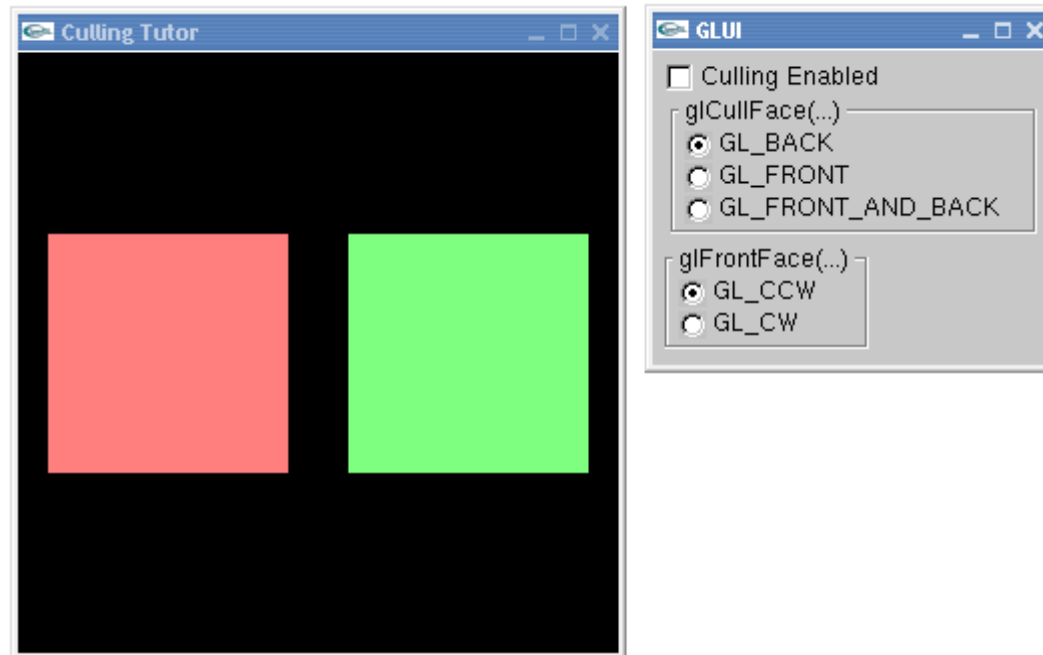 Culling Tutor
GLUI
Culling Enabled
glCullFace(...)
GL_BACK
GL_FRONT
GL_FRONT_AND_BACK
glFrontFace(...)
GL_CCW
GL_CW